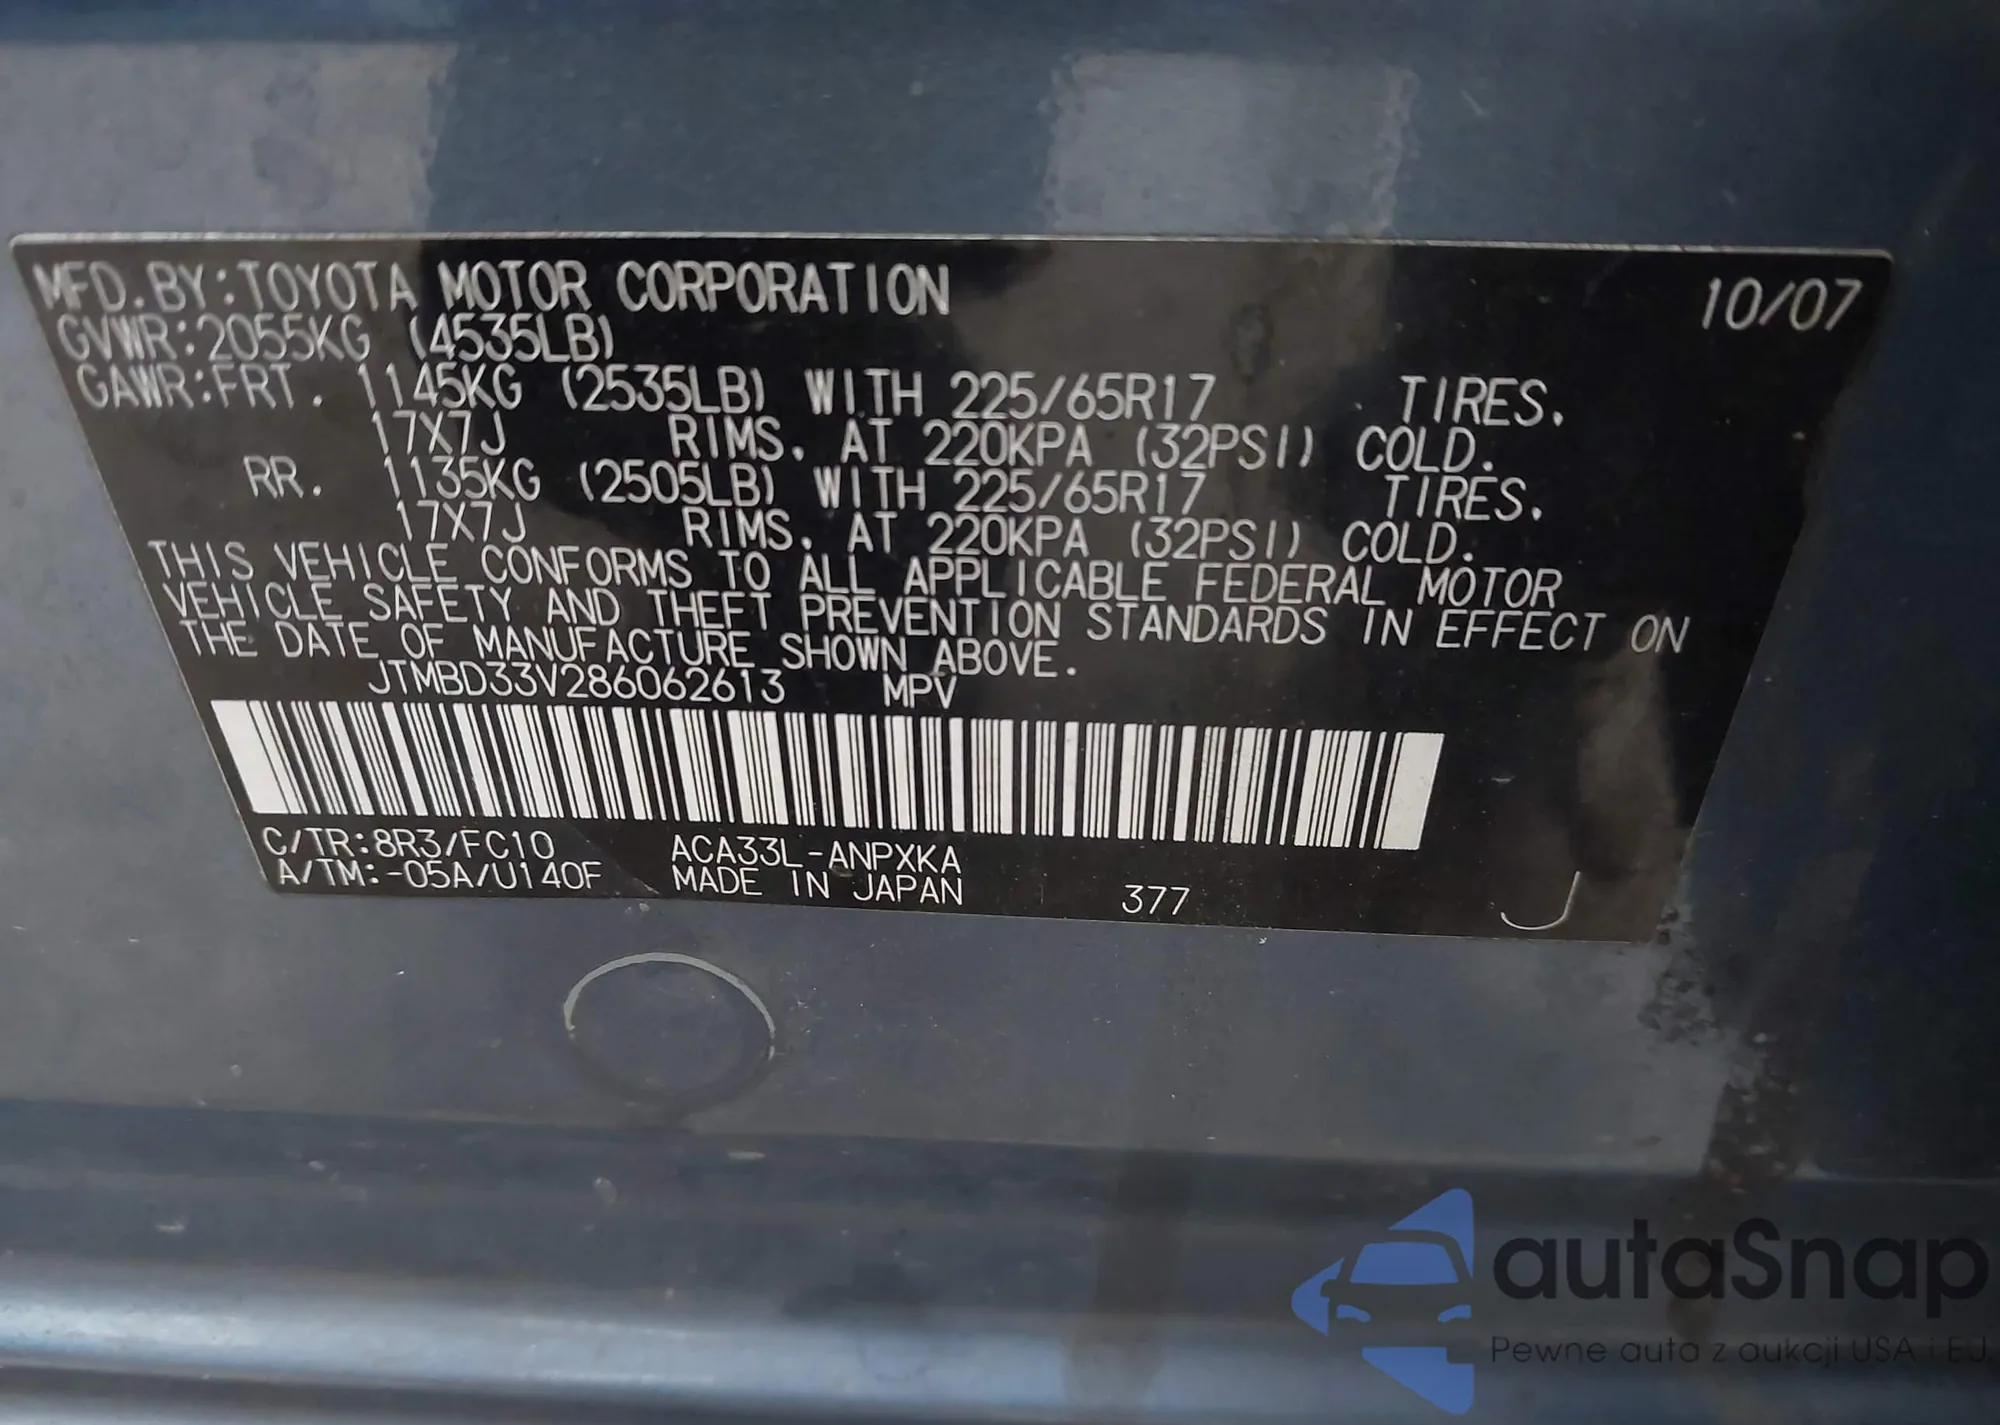 MFD.BY:TOYOTA MOTOR CORPORATION 10/07
GVWR:2055KG (4535LB)
GAWR:FRT. 1145KG (2535LB) WITH 225/65R17 TIRES.
17X7J RIMS, AT 220KPA (32PSI) COLD.
RR. 1135KG (2505LB) WITH 225/65R17 TIRES.
17X7J RIMS, AT 220KPA (32PSI) COLD.
THIS VEHICLE CONFORMS TO ALL APPLICABLE FEDERAL MOTOR
VEHICLE SAFETY AND THEFT PREVENTION STANDARDS IN EFFECT ON
THE DATE OF MANUFACTURE SHOWN ABOVE.
JTMBD33V286062613 MPV
C/TR:8R3/FC10 ACA33L-ANPXKA
A/TM:-05A/U140F MADE IN JAPAN 377 J
autaSnap
Pewne auta z aukcji USA i EU